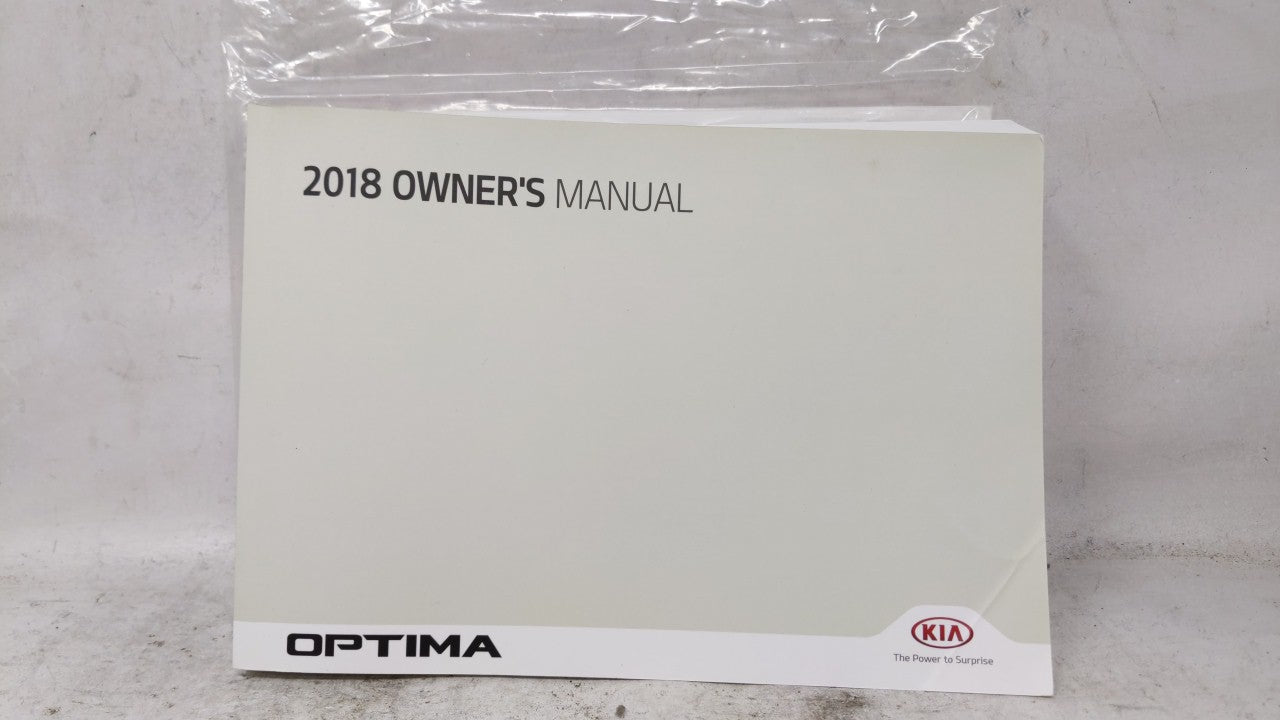 2018 OWNER'S MANUAL
OPTIMA
KIA
The Power to Surprise